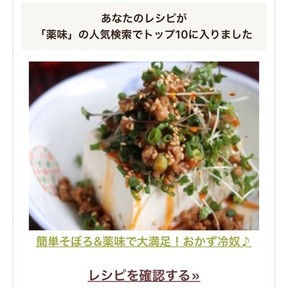 あなたのレシピが
「薬味」の人気検索でトップ10に入りました
簡単そぼろ&薬味で大満足！おかず冷奴♪
レシピを確認する»